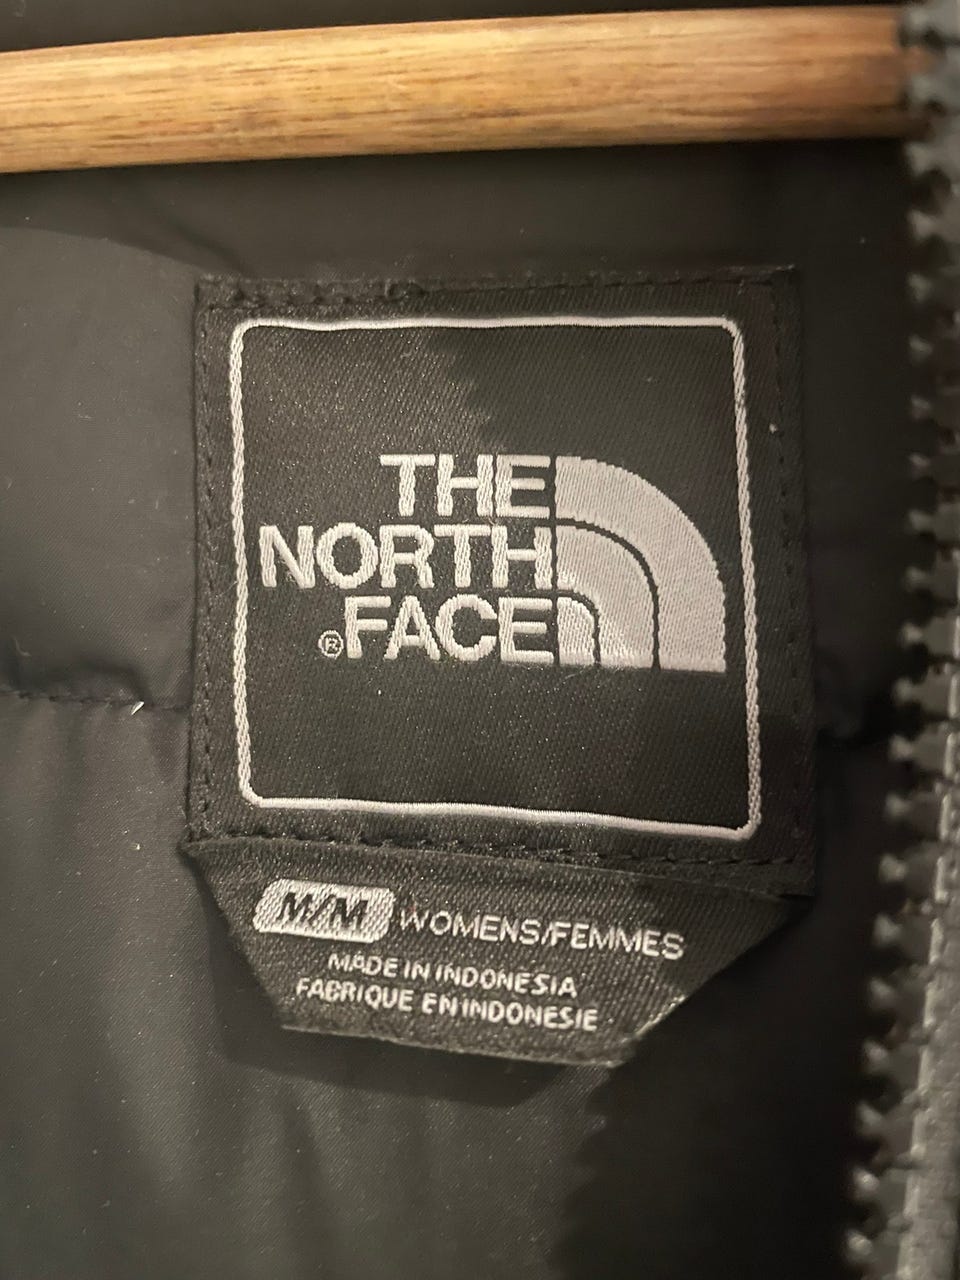 THE
NORTH
®FACE
M/M WOMENS/FEMMES
MADE IN INDONESIA
FABRIQUE EN INDONESIE